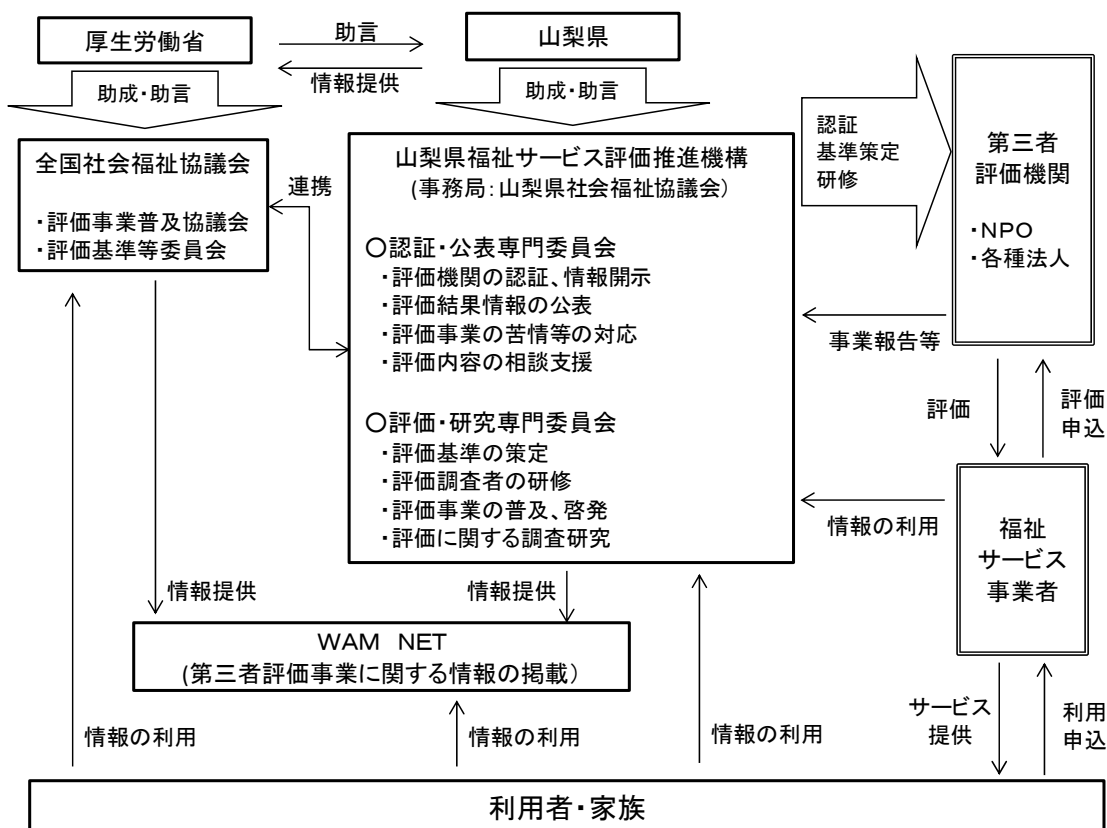 厚生労働省
助言
情報提供
山梨県
助成・助言
助成・助言
認証
基準策定
研修
第三者
評価機関
・NPO
・各種法人
全国社会福祉協議会
・評価事業普及協議会
・評価基準等委員会
連携
山梨県福祉サービス評価推進機構
(事務局:山梨県社会福祉協議会)
○認証・公表専門委員会
・評価機関の認証、情報開示
・評価結果情報の公表
・評価事業の苦情等の対応
・評価内容の相談支援
○評価・研究専門委員会
・評価基準の策定
・評価調査者の研修
・評価事業の普及、啓発
・評価に関する調査研究
事業報告等
評価
評価
申込
情報の利用
福祉
サービス
事業者
情報提供
情報提供
WAM NET
(第三者評価事業に関する情報の掲載)
情報の利用
情報の利用
情報の利用
サービス
提供
利用
申込
利用者・家族